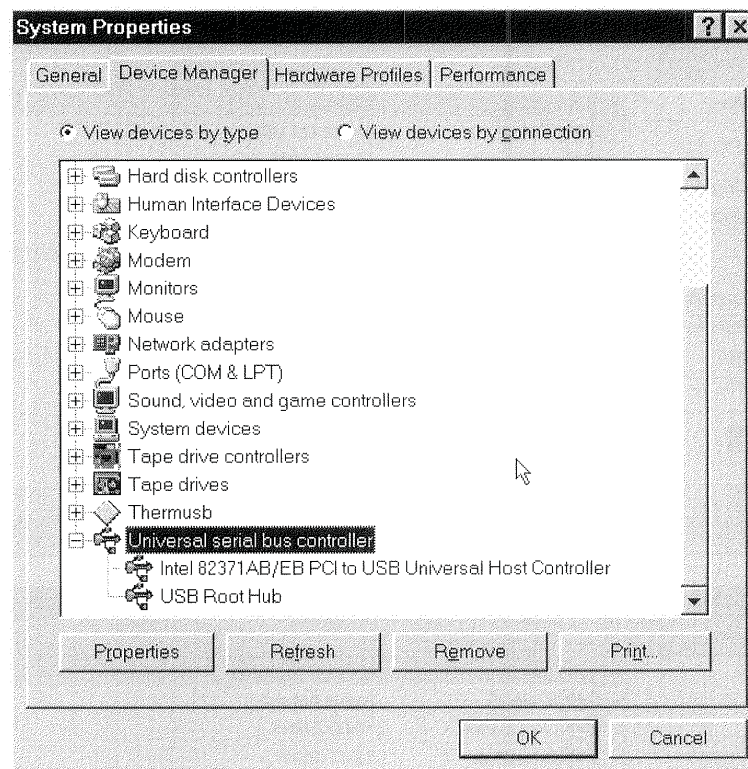 System Properties
General Device Manager Hardware Profiles Performance
View devices by type View devices by connection
Hard disk controllers
Human Interface Devices
Keyboard
Modem
Monitors
Mouse
Network adapters
Ports (COM & LPT)
Sound, video and game controllers
System devices
Tape drive controllers
Tape drives
Thermusb
Universal serial bus controller
Intel 82371AB/EB PCI to USB Universal Host Controller
USB Root Hub
Properties Refresh Remove Print...
OK Cancel